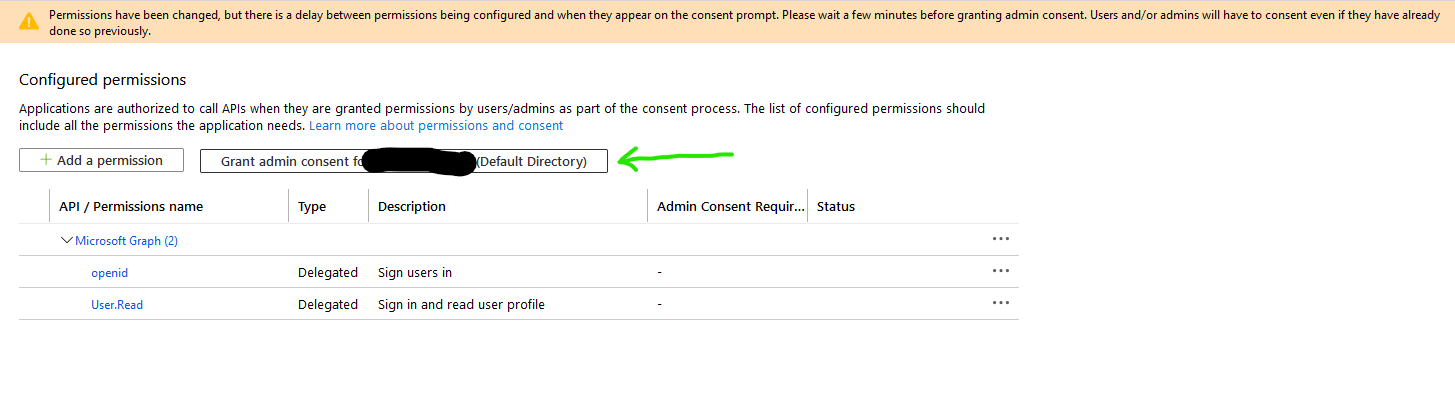 Permissions have been changed, but there is a delay between permissions being configured and when they appear on the consent prompt. Please wait a few minutes before granting admin consent. Users and/or admins will have to consent even if they have already
done so previously.
Configured permissions
Applications are authorized to call APIs when they are granted permissions by users/admins as part of the consent process. The list of configured permissions should
include all the permissions the application needs. Learn more about permissions and consent
+ Add a permission Grant admin consent (Default Directory)
API / Permissions name Type Description Admin Consent Requir... Status
Microsoft Graph (2) ...
openid Delegated Sign users in - ...
User.Read Delegated Sign in and read user profile - ...